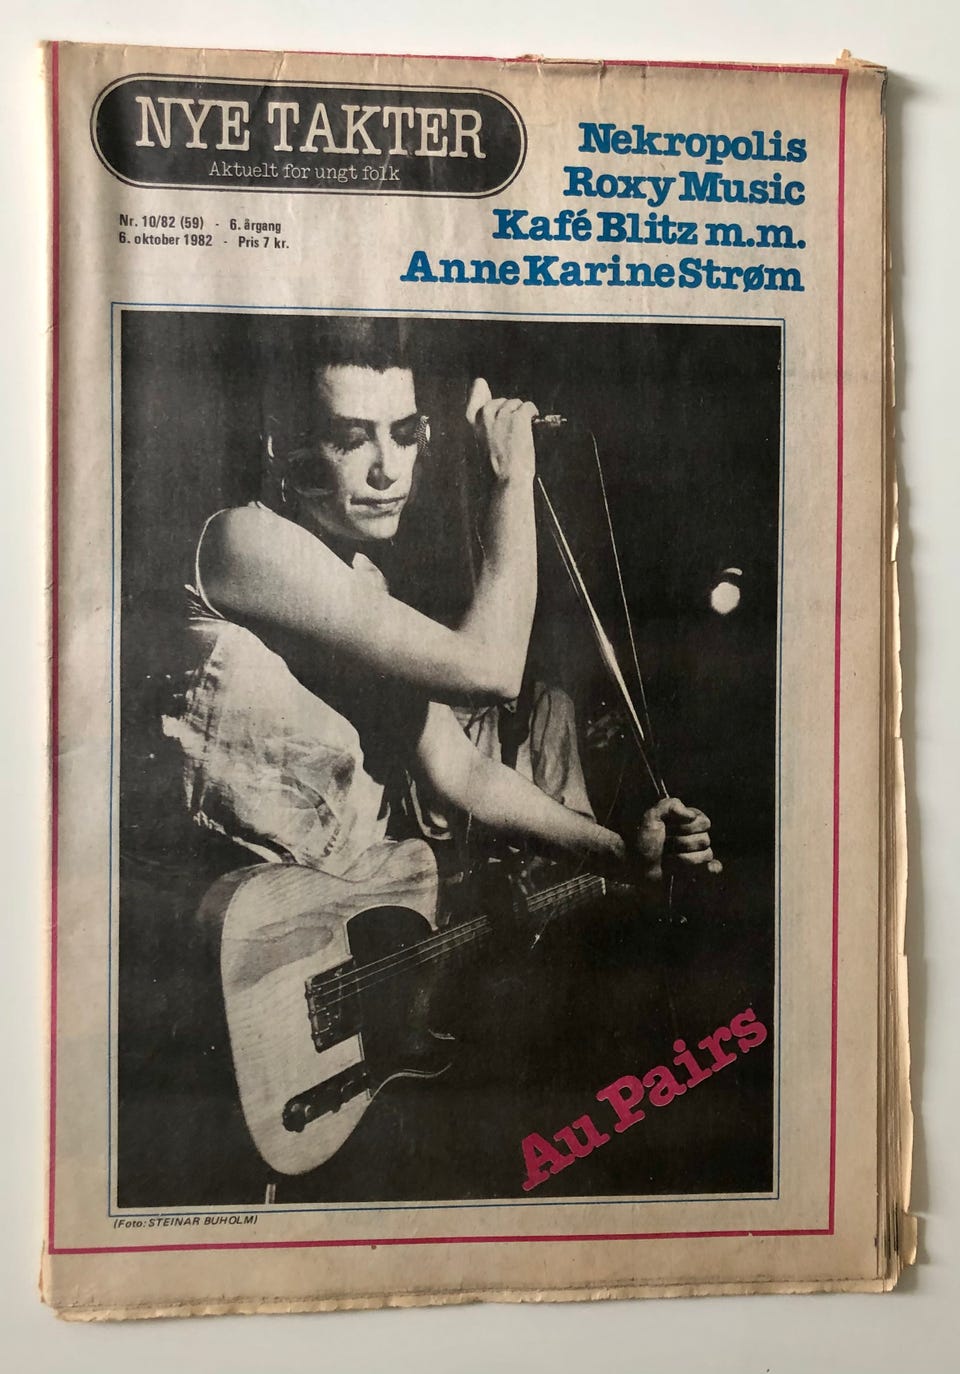 NYE TAKTER
Aktuelt for ungt folk
Nr. 10/82 (59) - 6. årgang
6. oktober 1982 - Pris 7 kr.
Nekropolis
Roxy Music
Kafé Blitz m.m.
Anne Karine Strøm
Au Pairs
(Foto: STEINAR BUHOLM)